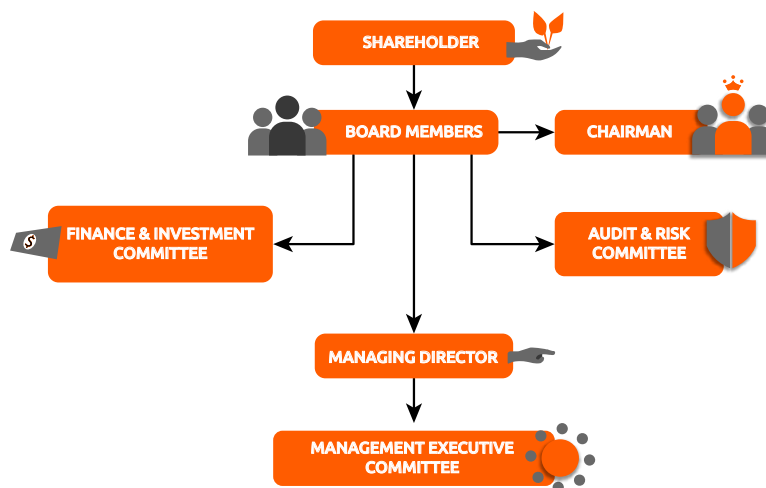 SHAREHOLDER
BOARD MEMBERS
CHAIRMAN
FINANCE & INVESTMENT
COMMITTEE
$
AUDIT & RISK
COMMITTEE
MANAGING DIRECTOR
MANAGEMENT EXECUTIVE
COMMITTEE